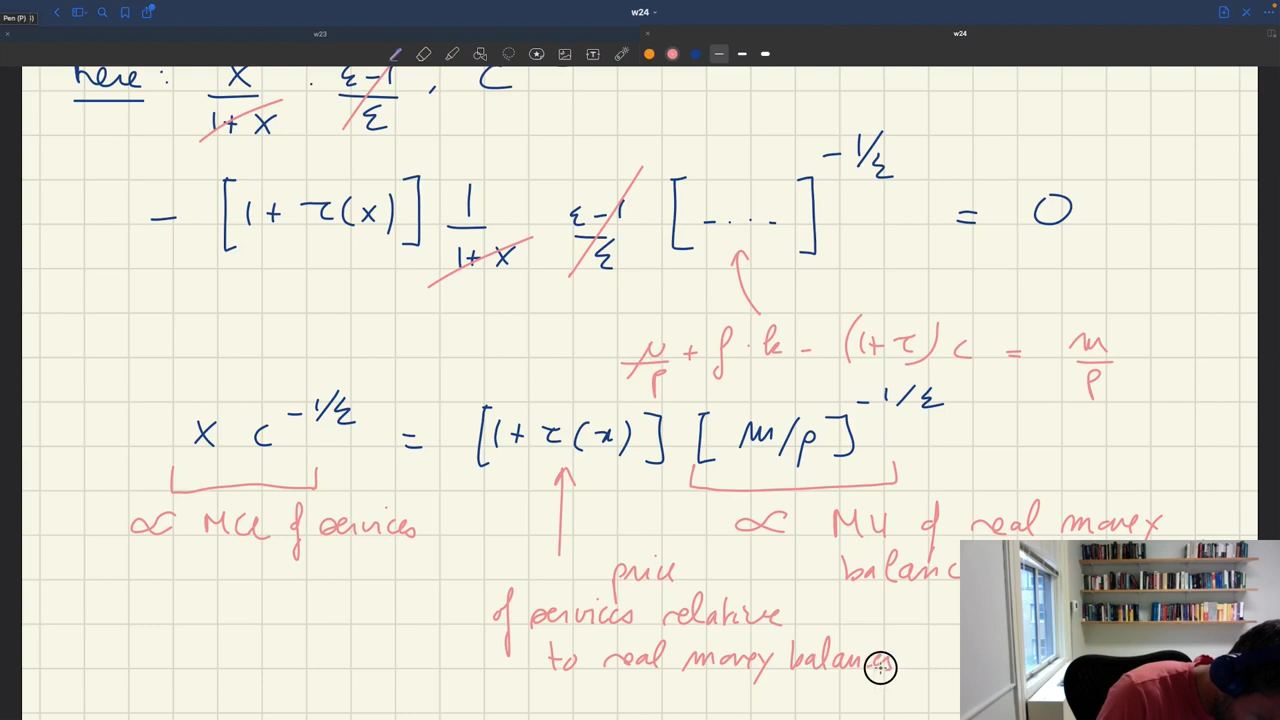 w24
Pen (P)
w23
w24
here : χ/(1+χ) · (ε−1)/ε , c
− [1 + τ(x)] 1/(1+χ) (ε−1)/ε [ - · · - ]^(−1/ε) = 0
μ/p + f · k − (1+τ) c = m/p
χ c^(−1/ε) = [1 + τ(x)] [ m/p ]^(−1/ε)
∝ MU of services
∝ MU of real money
price
balanc
of services relative
to real money balances